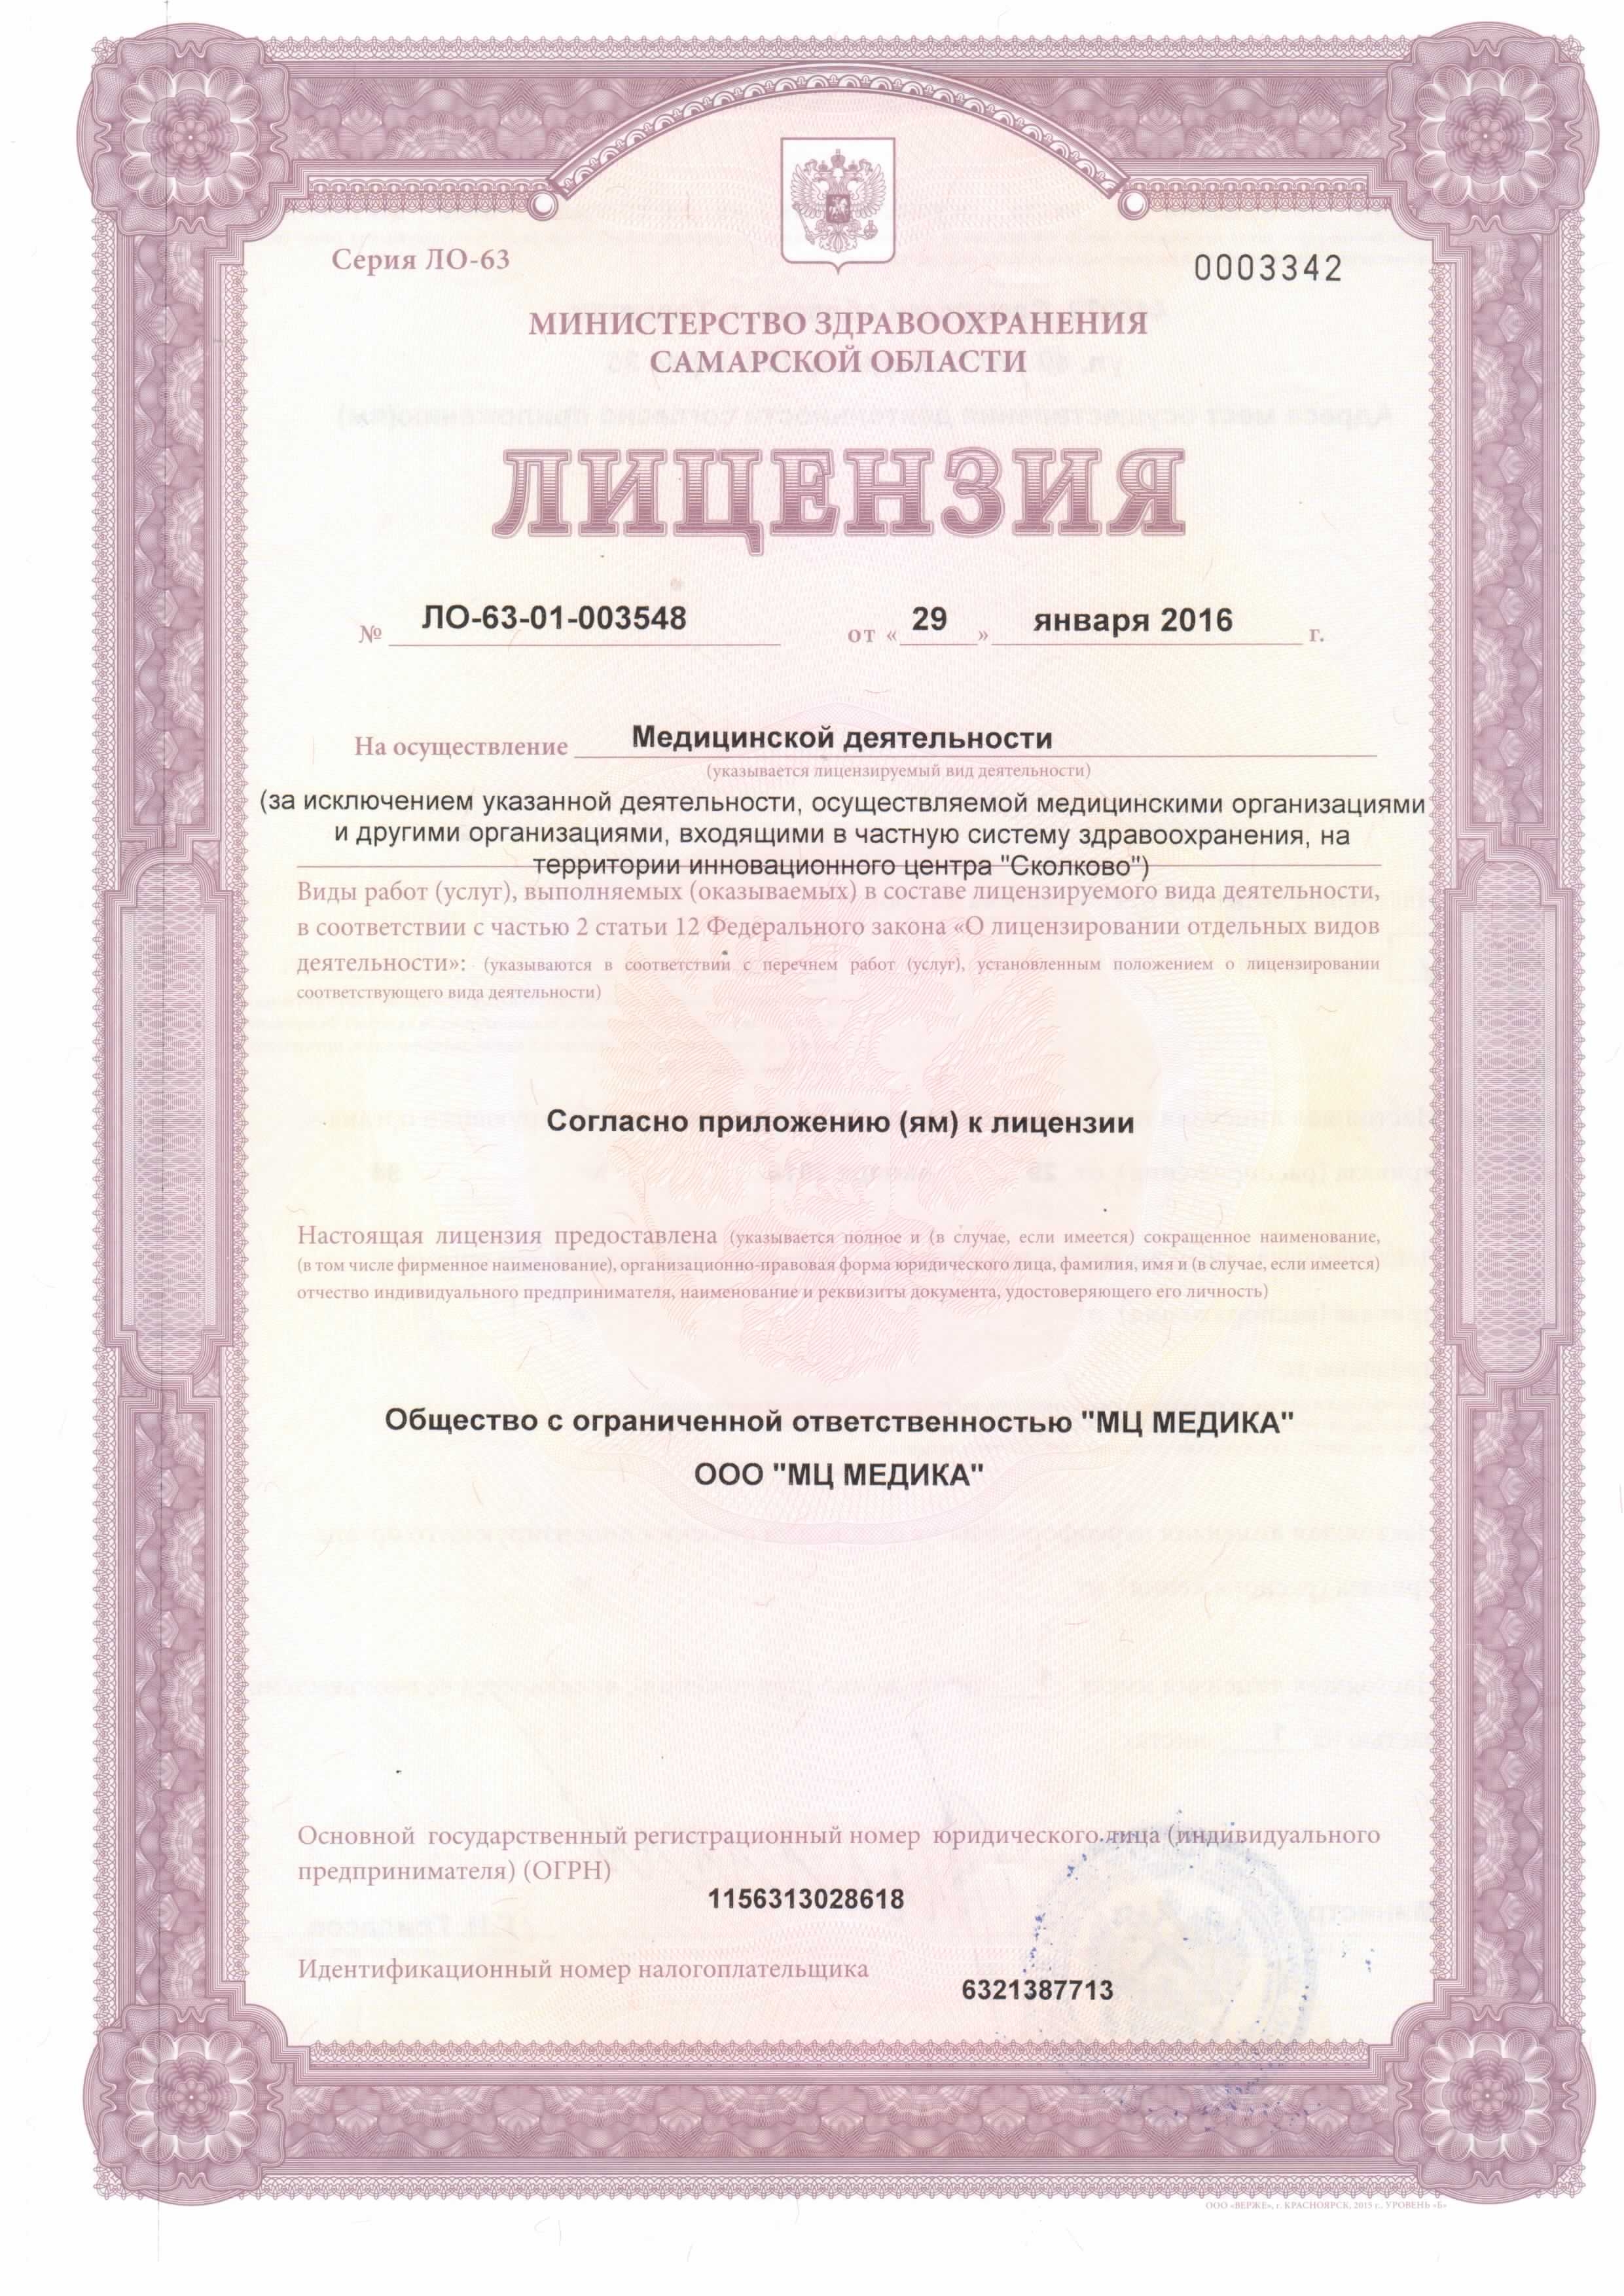 Серия ЛО-63
0003342
МИНИСТЕРСТВО ЗДРАВООХРАНЕНИЯ
САМАРСКОЙ ОБЛАСТИ
ЛИЦЕНЗИЯ
№ ЛО-63-01-003548 от « 29 » января 2016 г.
На осуществление Медицинской деятельности
(указывается лицензируемый вид деятельности)
(за исключением указанной деятельности, осуществляемой медицинскими организациями
и другими организациями, входящими в частную систему здравоохранения, на
территории инновационного центра "Сколково")
Виды работ (услуг), выполняемых (оказываемых) в составе лицензируемого вида деятельности,
в соответствии с частью 2 статьи 12 Федерального закона «О лицензировании отдельных видов
деятельности»: (указываются в соответствии с перечнем работ (услуг), установленным положением о лицензировании
соответствующего вида деятельности)
Согласно приложению (ям) к лицензии
Настоящая лицензия предоставлена (указывается полное и (в случае, если имеется) сокращенное наименование,
(в том числе фирменное наименование), организационно-правовая форма юридического лица, фамилия, имя и (в случае, если имеется)
отчество индивидуального предпринимателя, наименование и реквизиты документа, удостоверяющего его личность)
Общество с ограниченной ответственностью "МЦ МЕДИКА"
ООО "МЦ МЕДИКА"
Основной государственный регистрационный номер юридического лица (индивидуального
предпринимателя) (ОГРН)
1156313028618
Идентификационный номер налогоплательщика
6321387713
ООО «ВЕРЖЕ», г. КРАСНОЯРСК, 2015 г., УРОВЕНЬ «Б»